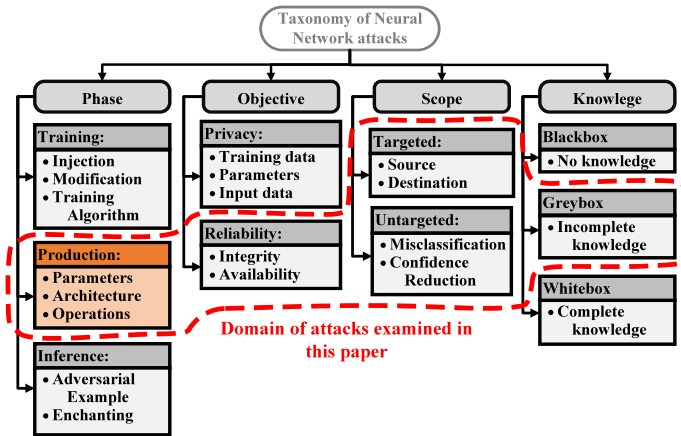 Taxonomy of Neural
Network attacks
Phase
Training:
• Injection
• Modification
• Training
Algorithm
Production:
• Parameters
• Architecture
• Operations
Inference:
• Adversarial
Example
• Enchanting
Objective
Privacy:
• Training data
• Parameters
• Input data
Reliability:
• Integrity
• Availability
Scope
Targeted:
• Source
• Destination
Untargeted:
• Misclassification
• Confidence
Reduction
Knowlege
Blackbox
• No knowledge
Greybox
• Incomplete
knowledge
Whitebox
• Complete
knowledge
Domain of attacks examined in
this paper